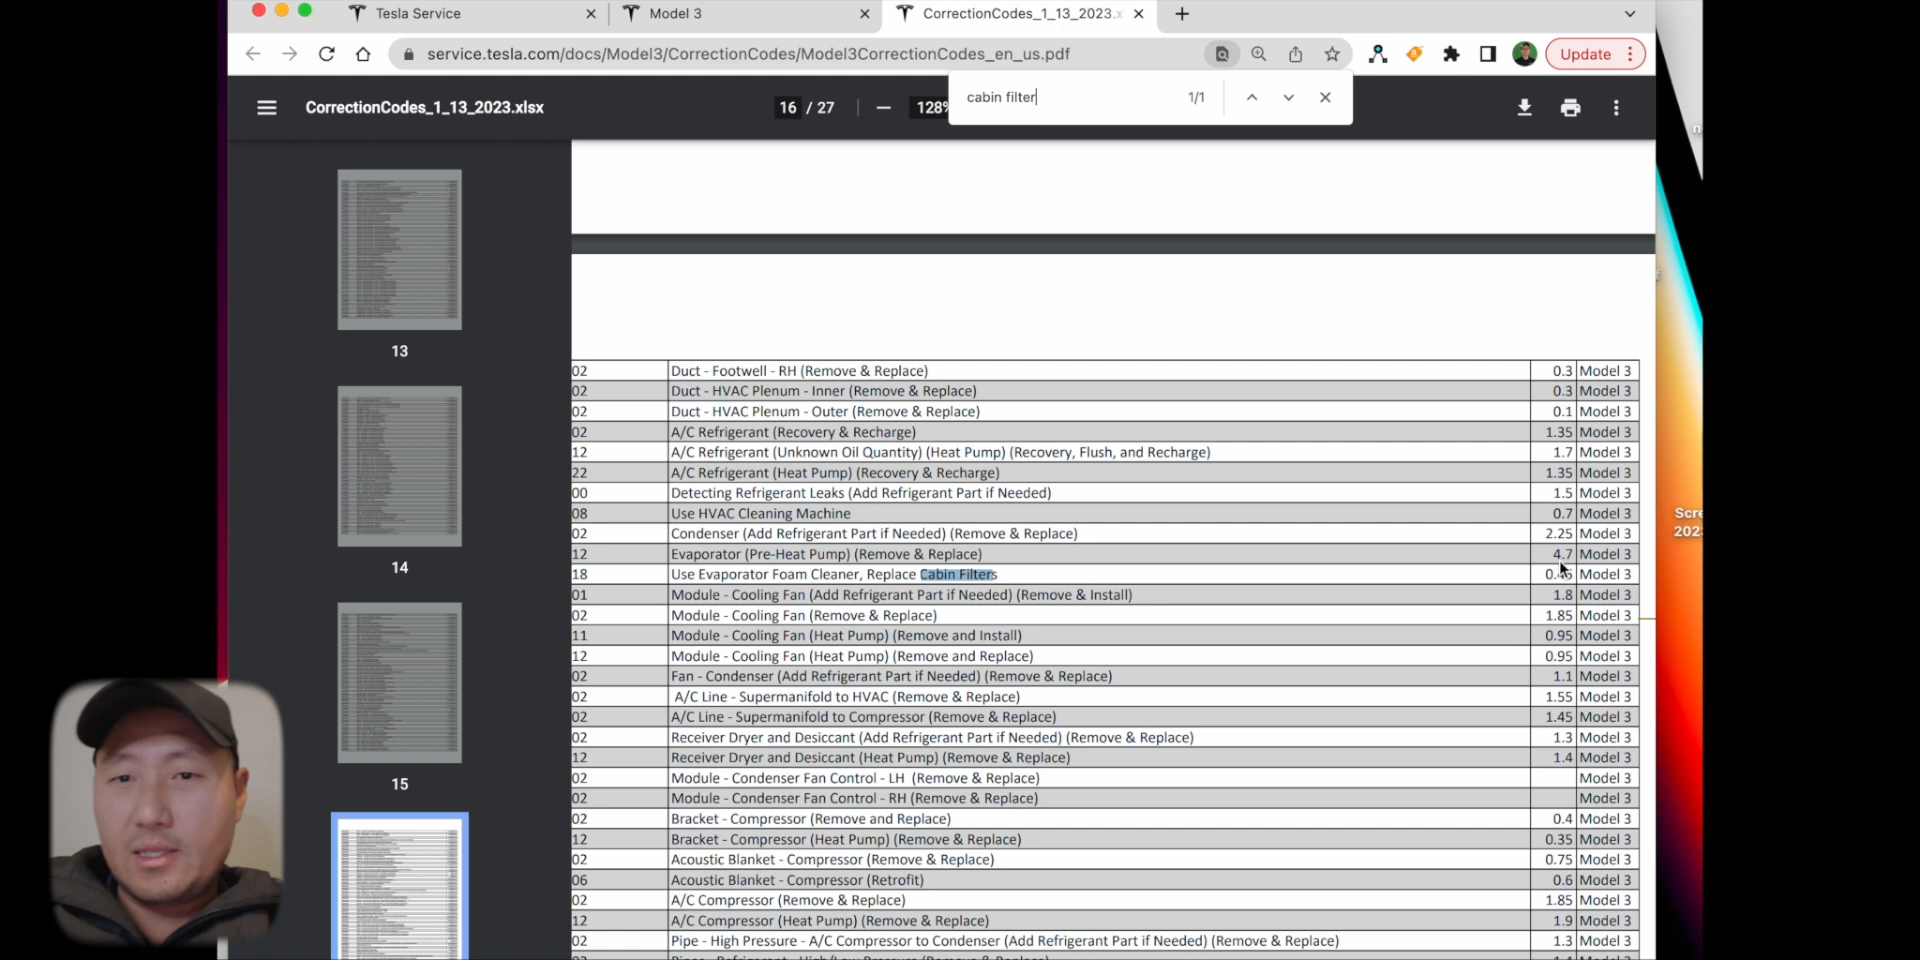 Tesla Service
Model 3
CorrectionCodes_1_13_2023.x
service.tesla.com/docs/Model3/CorrectionCodes/Model3CorrectionCodes_en_us.pdf
Update
CorrectionCodes_1_13_2023.xlsx
16 / 27
128%
cabin filter
1/1
13
14
15
02 Duct - Footwell - RH (Remove & Replace) 0.3 Model 3
02 Duct - HVAC Plenum - Inner (Remove & Replace) 0.3 Model 3
02 Duct - HVAC Plenum - Outer (Remove & Replace) 0.1 Model 3
02 A/C Refrigerant (Recovery & Recharge) 1.35 Model 3
12 A/C Refrigerant (Unknown Oil Quantity) (Heat Pump) (Recovery, Flush, and Recharge) 1.7 Model 3
22 A/C Refrigerant (Heat Pump) (Recovery & Recharge) 1.35 Model 3
00 Detecting Refrigerant Leaks (Add Refrigerant Part if Needed) 1.5 Model 3
08 Use HVAC Cleaning Machine 0.7 Model 3
02 Condenser (Add Refrigerant Part if Needed) (Remove & Replace) 2.25 Model 3
12 Evaporator (Pre-Heat Pump) (Remove & Replace) 4.7 Model 3
18 Use Evaporator Foam Cleaner, Replace Cabin Filters Model 3
01 Module - Cooling Fan (Add Refrigerant Part if Needed) (Remove & Install) 1.8 Model 3
02 Module - Cooling Fan (Remove & Replace) 1.85 Model 3
11 Module - Cooling Fan (Heat Pump) (Remove and Install) 0.95 Model 3
12 Module - Cooling Fan (Heat Pump) (Remove and Replace) 0.95 Model 3
02 Fan - Condenser (Add Refrigerant Part if Needed) (Remove & Replace) 1.1 Model 3
02 A/C Line - Supermanifold to HVAC (Remove & Replace) 1.55 Model 3
02 A/C Line - Supermanifold to Compressor (Remove & Replace) 1.45 Model 3
02 Receiver Dryer and Desiccant (Add Refrigerant Part if Needed) (Remove & Replace) 1.3 Model 3
12 Receiver Dryer and Desiccant (Heat Pump) (Remove & Replace) 1.4 Model 3
02 Module - Condenser Fan Control - LH (Remove & Replace) Model 3
02 Module - Condenser Fan Control - RH (Remove & Replace) Model 3
02 Bracket - Compressor (Remove and Replace) 0.4 Model 3
12 Bracket - Compressor (Heat Pump) (Remove & Replace) 0.35 Model 3
02 Acoustic Blanket - Compressor (Remove & Replace) 0.75 Model 3
06 Acoustic Blanket - Compressor (Retrofit) 0.6 Model 3
02 A/C Compressor (Remove & Replace) 1.85 Model 3
12 A/C Compressor (Heat Pump) (Remove & Replace) 1.9 Model 3
02 Pipe - High Pressure - A/C Compressor to Condenser (Add Refrigerant Part if Needed) (Remove & Replace) 1.3 Model 3
Scre
202